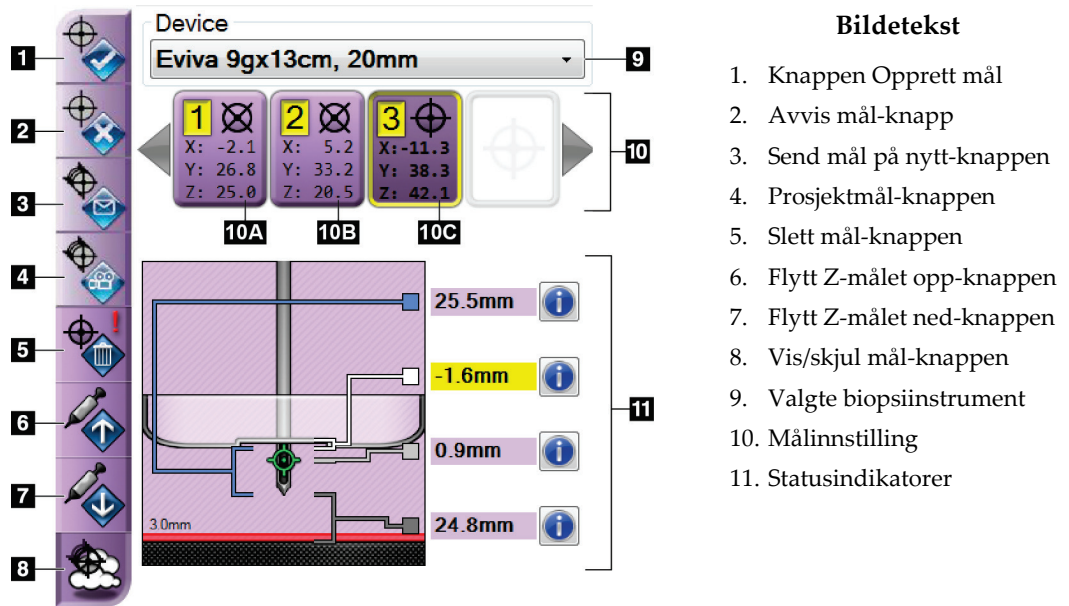 Device
Eviva 9gx13cm, 20mm
1
2
3
4
5
6
7
8
9
10
11
1
X: -2.1
Y: 26.8
Z: 25.0
2
X: 5.2
Y: 33.2
Z: 20.5
3
X:-11.3
Y: 38.3
Z: 42.1
10A
10B
10C
!
25.5mm
-1.6mm
0.9mm
24.8mm
3.0mm
Bildetekst
1. Knappen Opprett mål
2. Avvis mål-knapp
3. Send mål på nytt-knappen
4. Prosjektmål-knappen
5. Slett mål-knappen
6. Flytt Z-målet opp-knappen
7. Flytt Z-målet ned-knappen
8. Vis/skjul mål-knappen
9. Valgte biopsiinstrument
10. Målinnstilling
11. Statusindikatorer